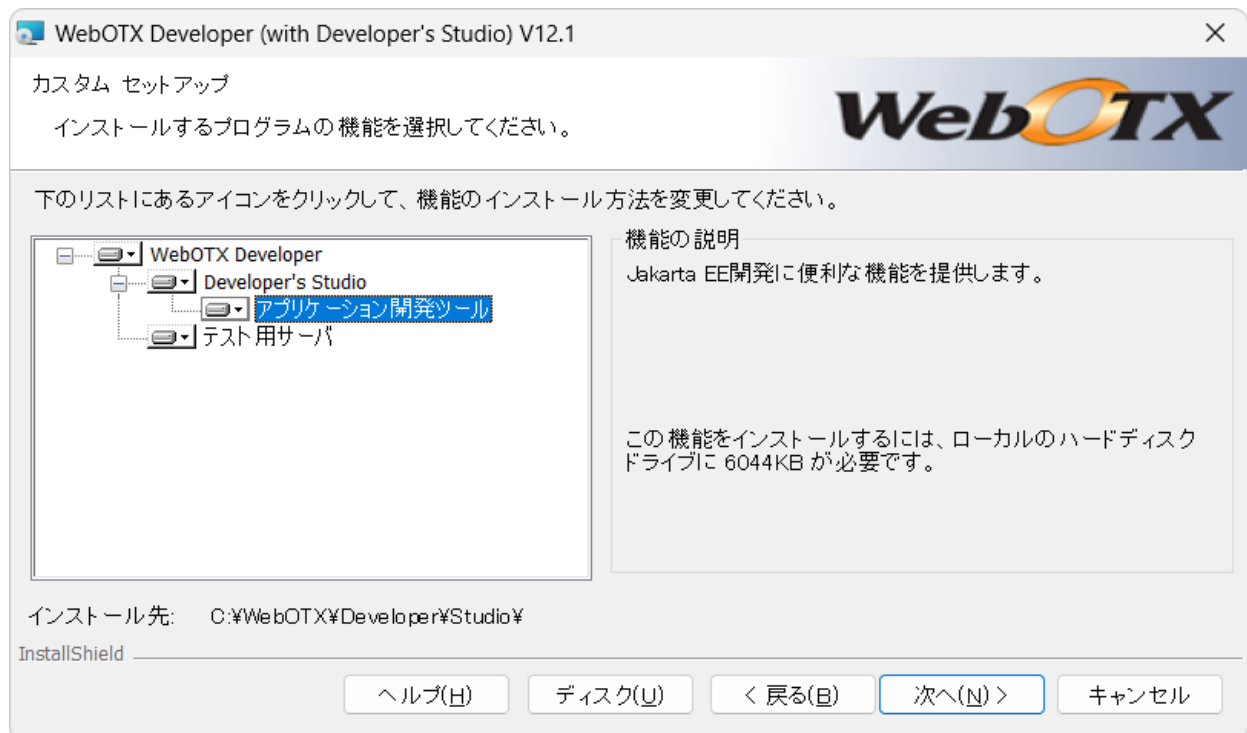 WebOTX Developer (with Developer's Studio) V12.1
カスタム セットアップ
インストールするプログラムの機能を選択してください。
WebOTX
下のリストにあるアイコンをクリックして、機能のインストール方法を変更してください。
WebOTX Developer
Developer's Studio
アプリケーション開発ツール
テスト用サーバ
機能の説明
Jakarta EE開発に便利な機能を提供します。
この機能をインストールするには、ローカルのハードディスク
ドライブに 6044KB が必要です。
インストール先: C:¥WebOTX¥Developer¥Studio¥
InstallShield
ヘルプ(H) ディスク(U) < 戻る(B) 次へ(N) > キャンセル